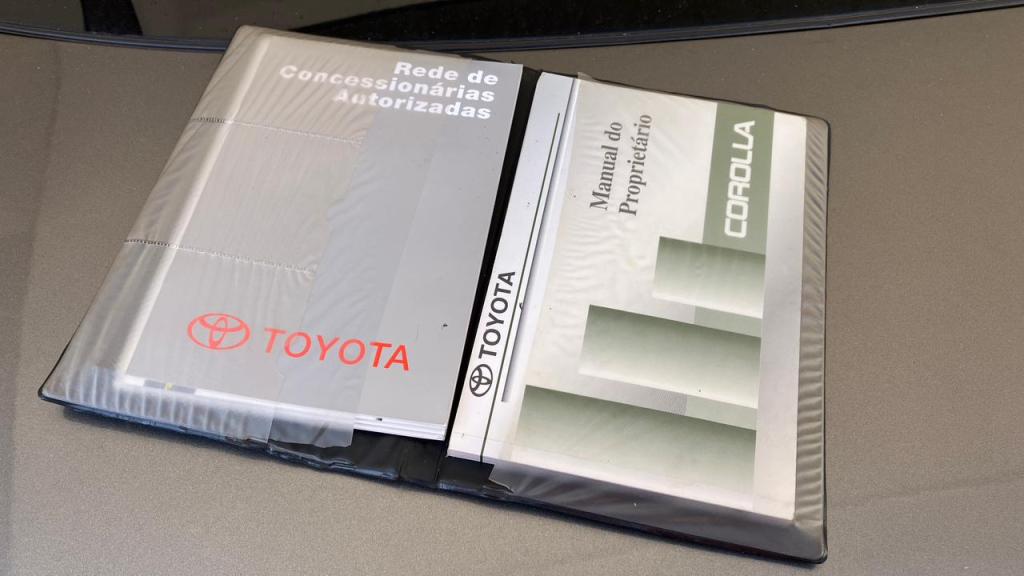 Rede de
Concessionárias
Autorizadas
TOYOTA
TOYOTA
Manual do
Proprietário
COROLLA